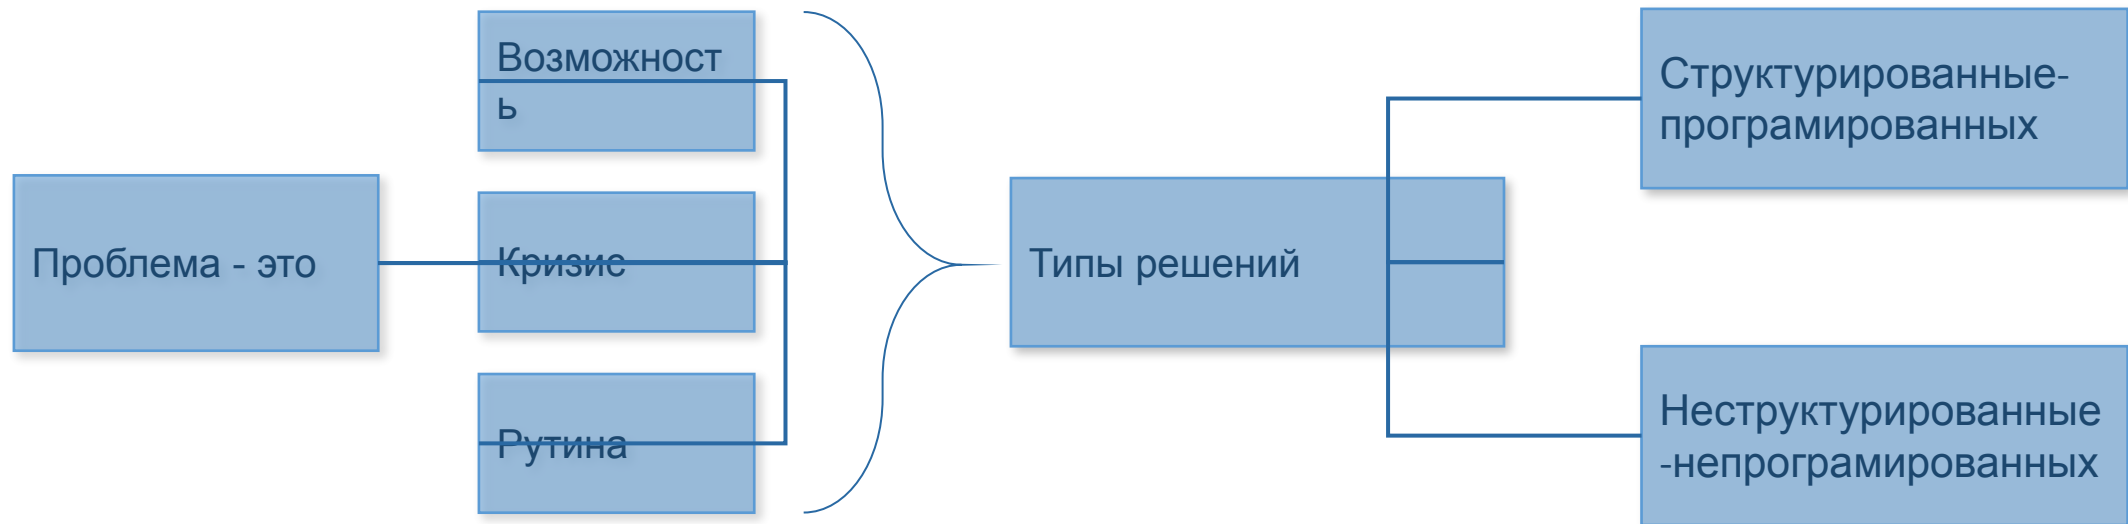 Проблема - это
Возможност
ь
Кризис
Рутина
Типы решений
Структурированные-
програмированных
Неструктурированные
-непрограмированных